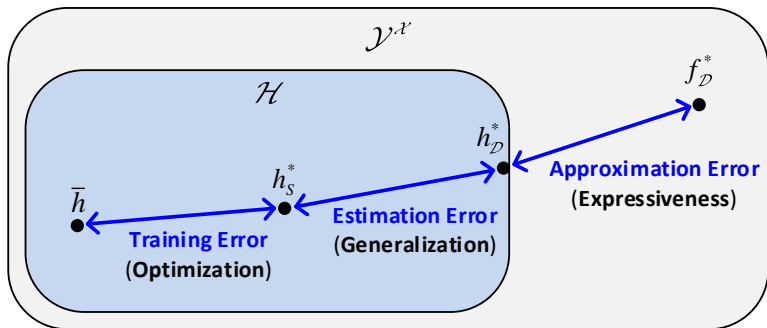 𝒴^𝒳
ℋ
f*_𝒟
h*_𝒟
h*_S
h̅
Approximation Error
(Expressiveness)
Estimation Error
(Generalization)
Training Error
(Optimization)